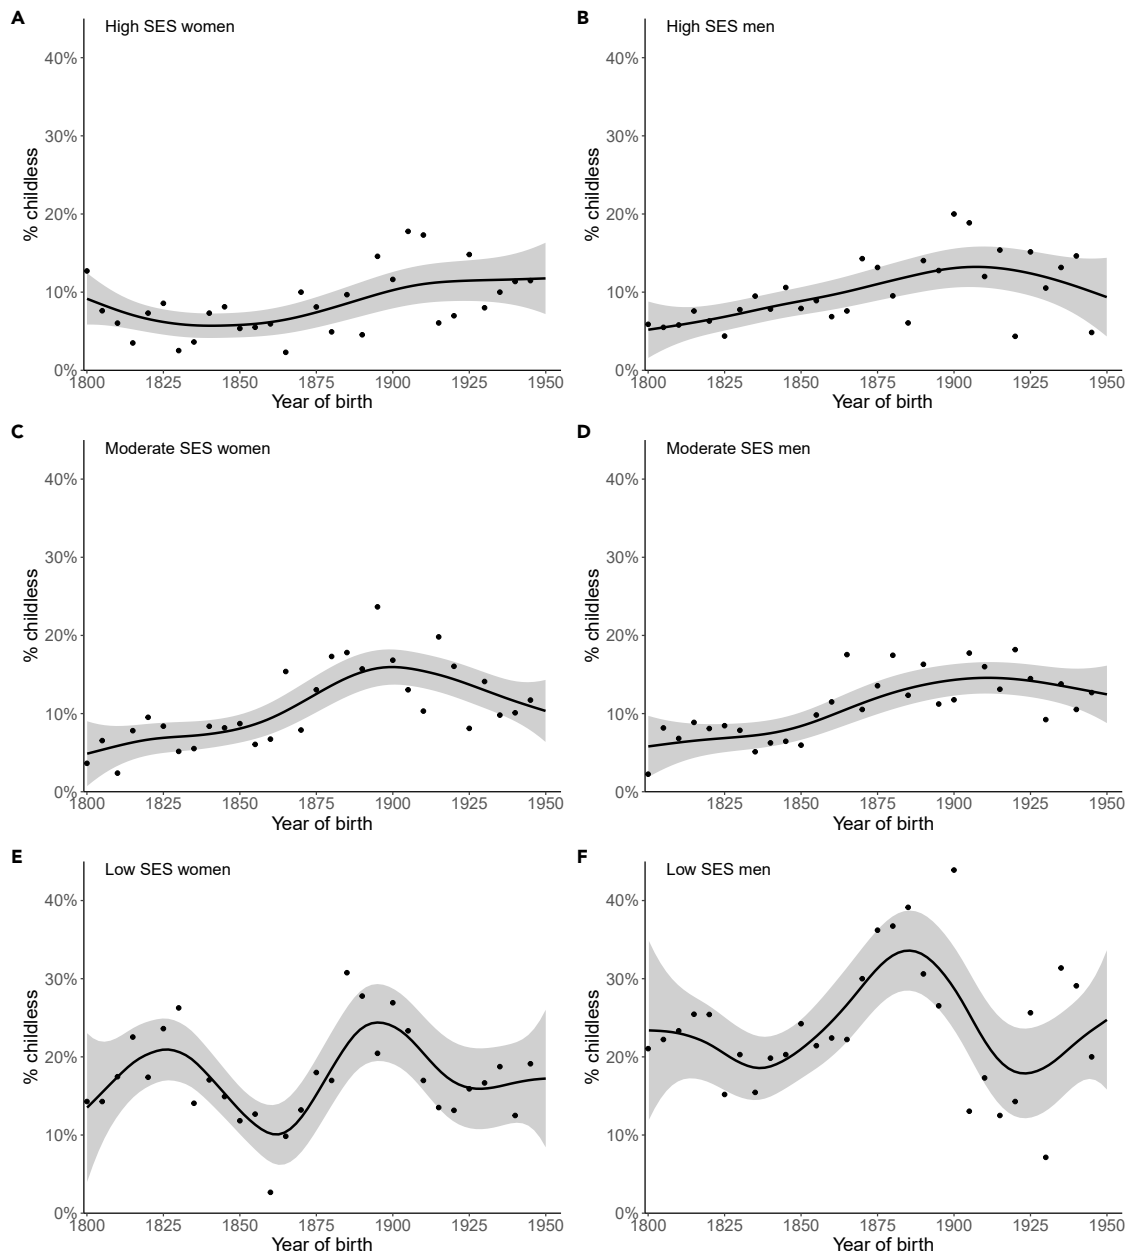 A
High SES women
40%
30%
20%
10%
0%
% childless
1800 1825 1850 1875 1900 1925 1950
Year of birth
B
High SES men
40%
30%
20%
10%
0%
% childless
1800 1825 1850 1875 1900 1925 1950
Year of birth
C
Moderate SES women
40%
30%
20%
10%
0%
% childless
1800 1825 1850 1875 1900 1925 1950
Year of birth
D
Moderate SES men
40%
30%
20%
10%
0%
% childless
1825 1850 1875 1900 1925 1950
Year of birth
E
Low SES women
40%
30%
20%
10%
0%
% childless
1800 1825 1850 1875 1900 1925 1950
Year of birth
F
Low SES men
40%
30%
20%
10%
0%
% childless
1800 1825 1850 1875 1900 1925 1950
Year of birth